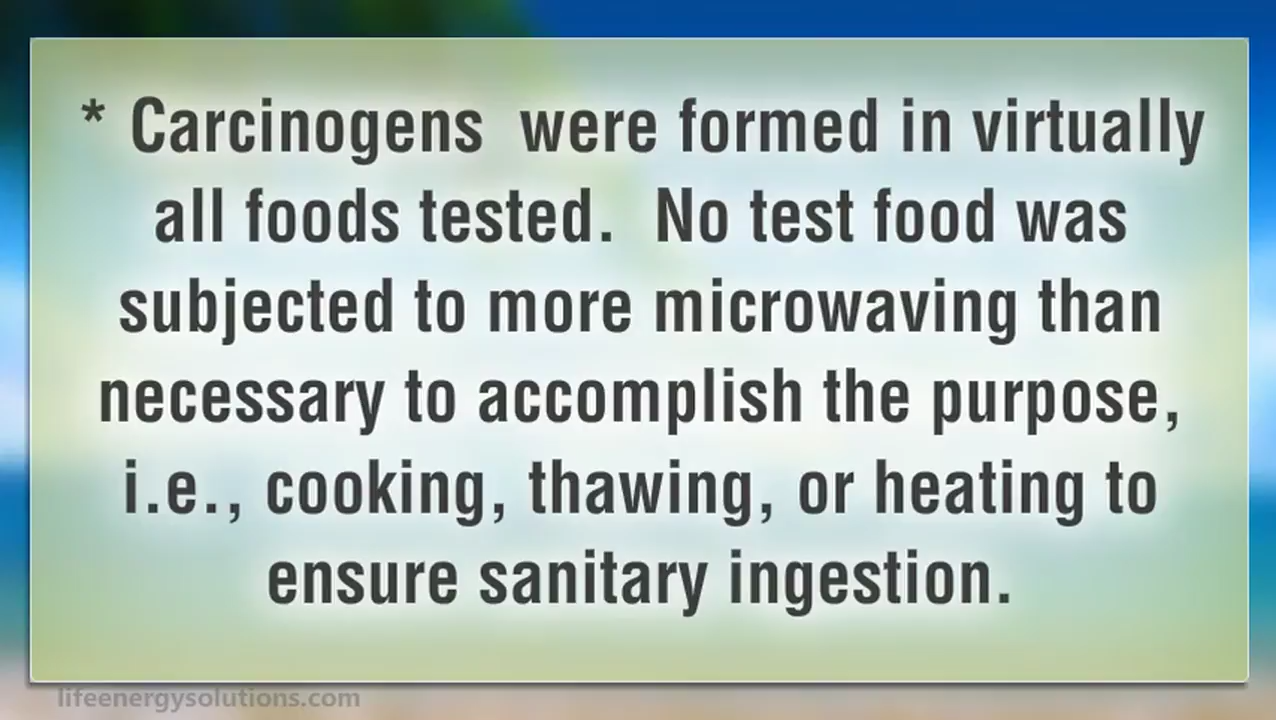 * Carcinogens were formed in virtually
all foods tested. No test food was
subjected to more microwaving than
necessary to accomplish the purpose,
i.e., cooking, thawing, or heating to
ensure sanitary ingestion.
lifeenergysolutions.com